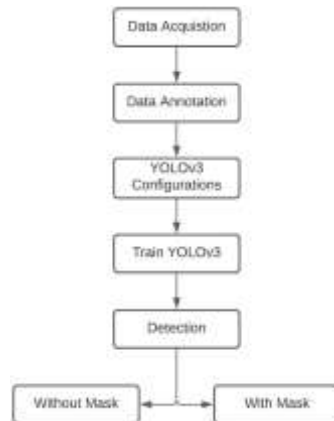 Data Acquistion
Data Annotation
YOLOv3
Configurations
Train YOLOv3
Detection
Without Mask
With Mask